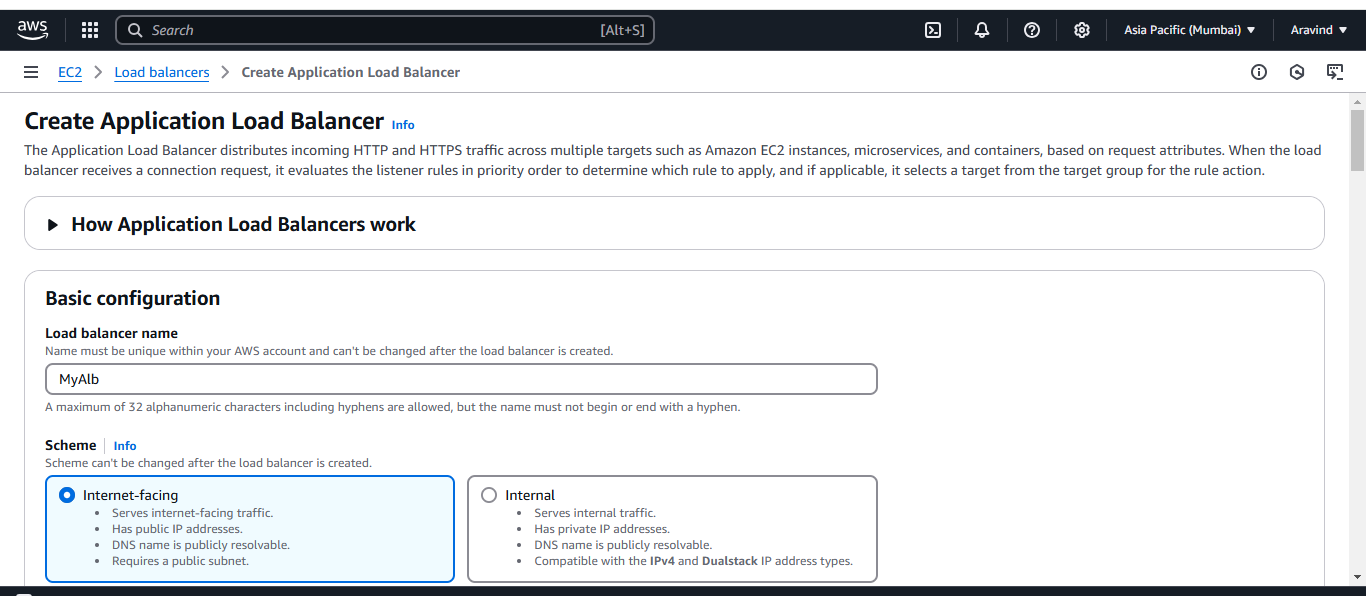 aws
Search [Alt+S]
Asia Pacific (Mumbai) Aravind
EC2 Load balancers Create Application Load Balancer
Create Application Load Balancer Info
The Application Load Balancer distributes incoming HTTP and HTTPS traffic across multiple targets such as Amazon EC2 instances, microservices, and containers, based on request attributes. When the load
balancer receives a connection request, it evaluates the listener rules in priority order to determine which rule to apply, and if applicable, it selects a target from the target group for the rule action.
How Application Load Balancers work
Basic configuration
Load balancer name
Name must be unique within your AWS account and can't be changed after the load balancer is created.
MyAlb
A maximum of 32 alphanumeric characters including hyphens are allowed, but the name must not begin or end with a hyphen.
Scheme Info
Scheme can't be changed after the load balancer is created.
Internet-facing
• Serves internet-facing traffic.
• Has public IP addresses.
• DNS name is publicly resolvable.
• Requires a public subnet.
Internal
• Serves internal traffic.
• Has private IP addresses.
• DNS name is publicly resolvable.
• Compatible with the IPv4 and Dualstack IP address types.